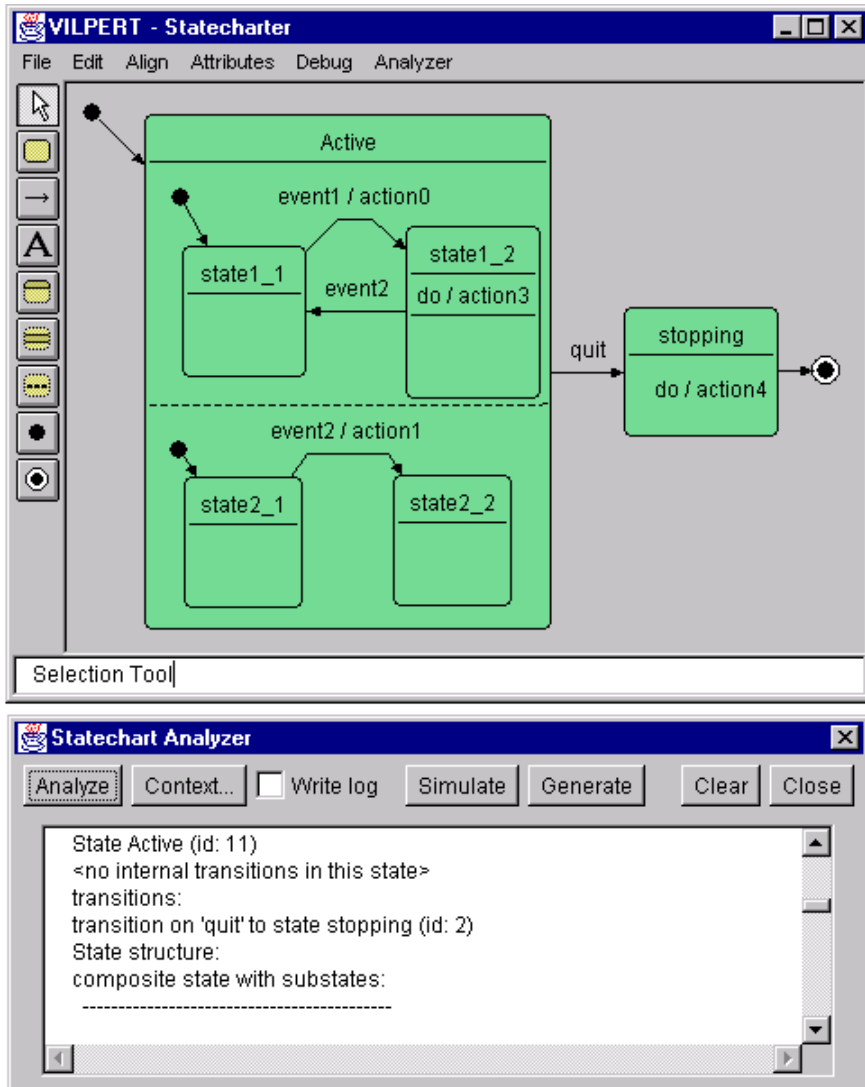 VILPERT - Statecharter
File Edit Align Attributes Debug Analyzer
Active
event1 / action0
state1_1
state1_2
event2
do / action3
quit
stopping
do / action4
A
event2 / action1
state2_1
state2_2
Selection Tool
Statechart Analyzer
Analyze Context... Write log Simulate Generate Clear Close
State Active (id: 11)
<no internal transitions in this state>
transitions:
transition on 'quit' to state stopping (id: 2)
State structure:
composite state with substates:
-------------------------------------------